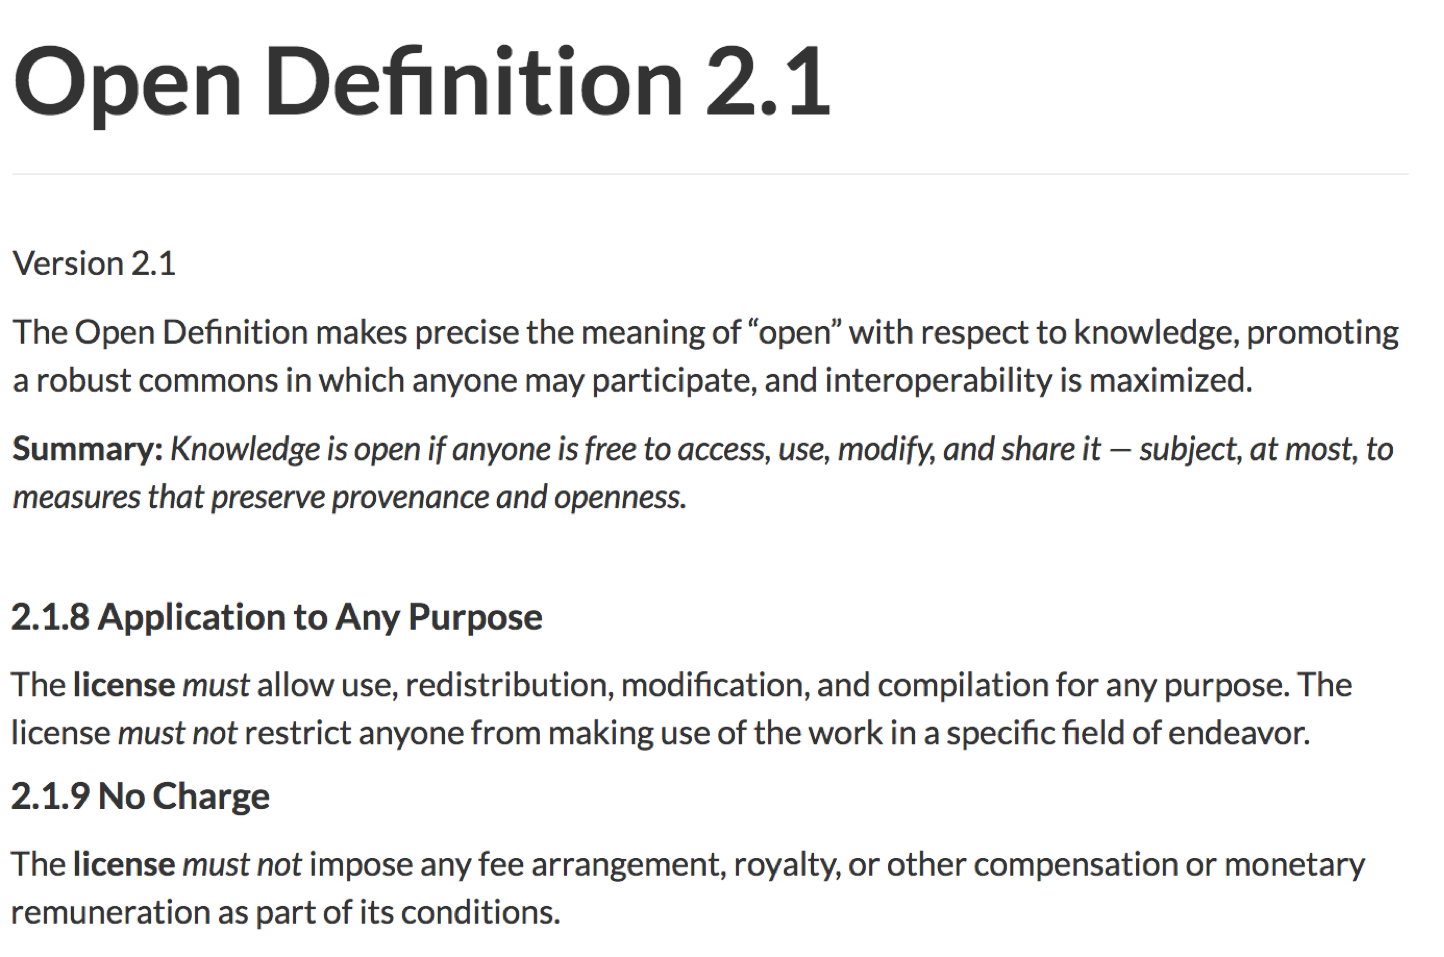 Open Definition 2.1
Version 2.1
The Open Definition makes precise the meaning of “open” with respect to knowledge, promoting
a robust commons in which anyone may participate, and interoperability is maximized.
Summary: Knowledge is open if anyone is free to access, use, modify, and share it — subject, at most, to
measures that preserve provenance and openness.
2.1.8 Application to Any Purpose
The license must allow use, redistribution, modification, and compilation for any purpose. The
license must not restrict anyone from making use of the work in a specific field of endeavor.
2.1.9 No Charge
The license must not impose any fee arrangement, royalty, or other compensation or monetary
remuneration as part of its conditions.